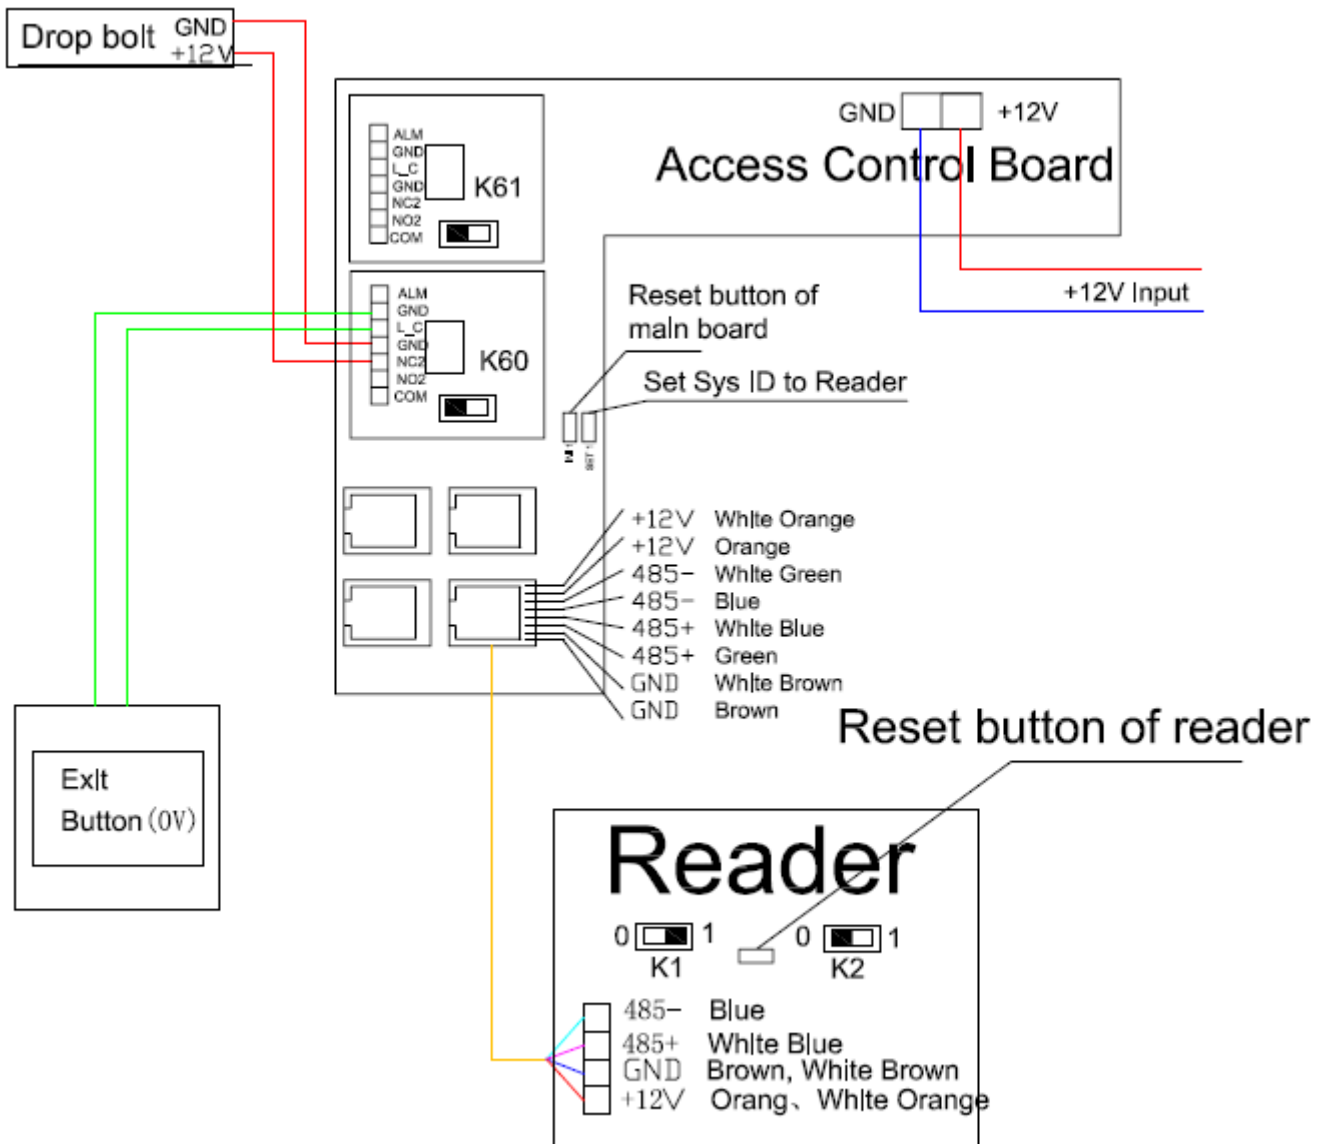 Drop bolt GND
+12V
GND +12V
Access Control Board
ALM
GND
L_C
GND
NC2
NO2
COM
K61
+12V Input
ALM
GND
L_C
GND
NC2
NO2
COM
K60
Reset button of
main board
Set Sys ID to Reader
SET 1
+12V White Orange
+12V Orange
485- White Green
485- Blue
485+ White Blue
485+ Green
GND White Brown
GND Brown
Exit
Button(0V)
Reset button of reader
Reader
0 1
K1
0 1
K2
485- Blue
485+ White Blue
GND Brown, White Brown
+12V Orang、White Orange